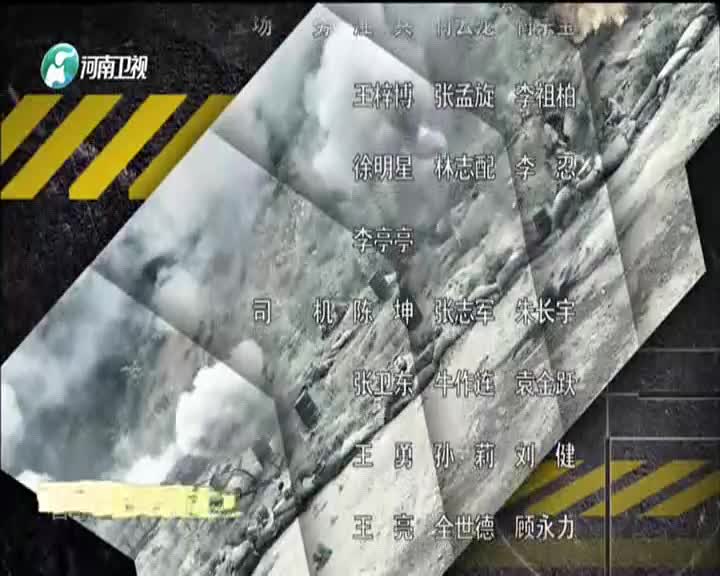 河南卫视
王梓博 张孟旋 李祖柏
徐明星 林志配 李忍
李亭亭
司机 陈坤 张志军 朱长宇
张卫东 牛作连 袁金跃
王勇 孙莉 刘健
王亮 全世德 顾永力